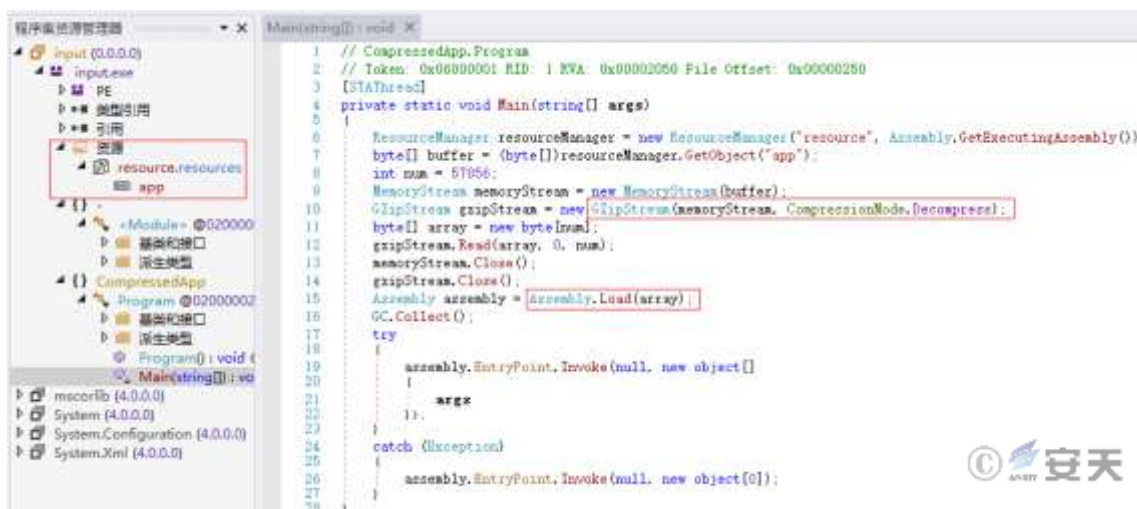 程序集资源管理器
input (0.0.0.0)
input.exe
PE
类型引用
引用
资源
resource.resources
app
{} -
<Module> @020000
基类和接口
派生类型
{} CompressedApp
Program @02000002
基类和接口
派生类型
Program() : void (
Main(string[]) : vo
mscorlib (4.0.0.0)
System (4.0.0.0)
System.Configuration (4.0.0.0)
System.Xml (4.0.0.0)
Main(string[]) : void
1 // CompressedApp.Program
2 // Token: 0x06000001 RID: 1 RVA: 0x00002050 File Offset: 0x00000250
3 [STAThread]
4 private static void Main(string[] args)
5 {
6 ResourceManager resourceManager = new ResourceManager("resource", Assembly.GetExecutingAssembly())
7 byte[] buffer = (byte[])resourceManager.GetObject("app");
8 int num = 57856;
9 MemoryStream memoryStream = new MemoryStream(buffer);
10 GZipStream gzipStream = new GZipStream(memoryStream, CompressionMode.Decompress);
11 byte[] array = new byte[num];
12 gzipStream.Read(array, 0, num);
13 memoryStream.Close();
14 gzipStream.Close();
15 Assembly assembly = Assembly.Load(array);
16 GC.Collect();
17 try
18 {
19 assembly.EntryPoint.Invoke(null, new object[]
20 {
21 args
22 });
23 }
24 catch (Exception)
25 {
26 assembly.EntryPoint.Invoke(null, new object[0]);
27 }
28
© 安天
ANTIY